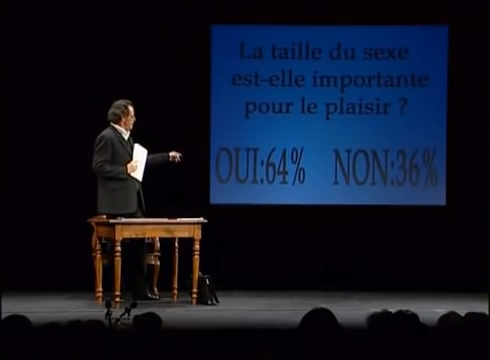 La taille du sexe
est-elle importante
pour le plaisir ?
OUI:64% NON:36%